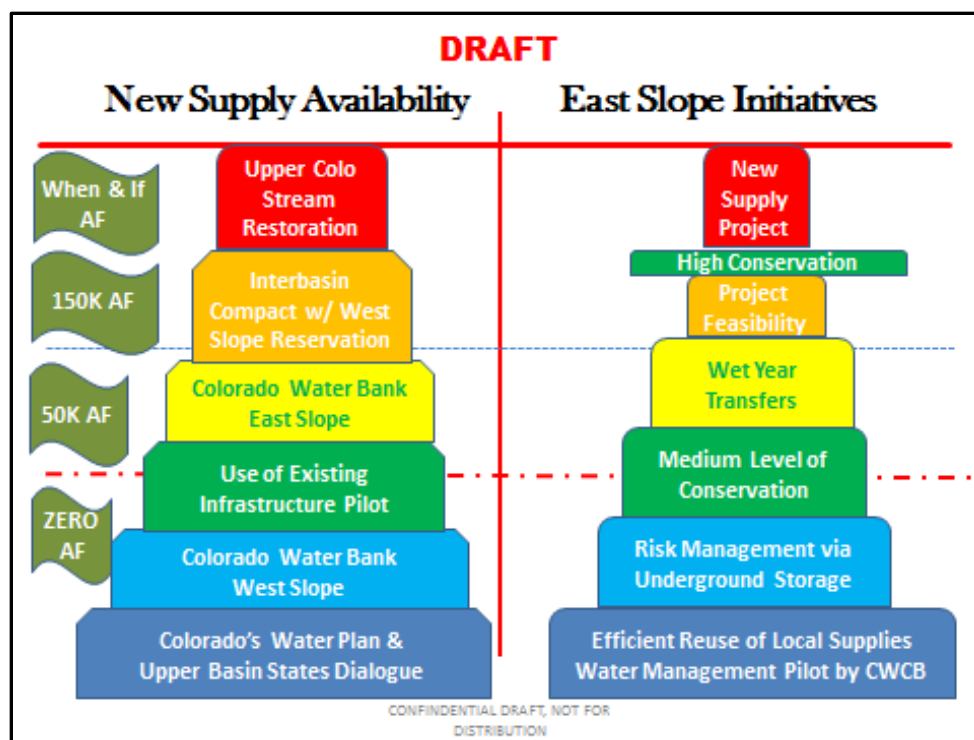 DRAFT
New Supply Availability
East Slope Initiatives
When & If
AF
150K AF
50K AF
ZERO
AF
Upper Colo
Stream
Restoration
Interbasin
Compact w/ West
Slope Reservation
Colorado Water Bank
East Slope
Use of Existing
Infrastructure Pilot
Colorado Water Bank
West Slope
Colorado's Water Plan &
Upper Basin States Dialogue
New
Supply
Project
High Conservation
Project
Feasibility
Wet Year
Transfers
Medium Level of
Conservation
Risk Management via
Underground Storage
Efficient Reuse of Local Supplies
Water Management Pilot by CWCB
CONFINDENTIAL DRAFT, NOT FOR
DISTRIBUTION